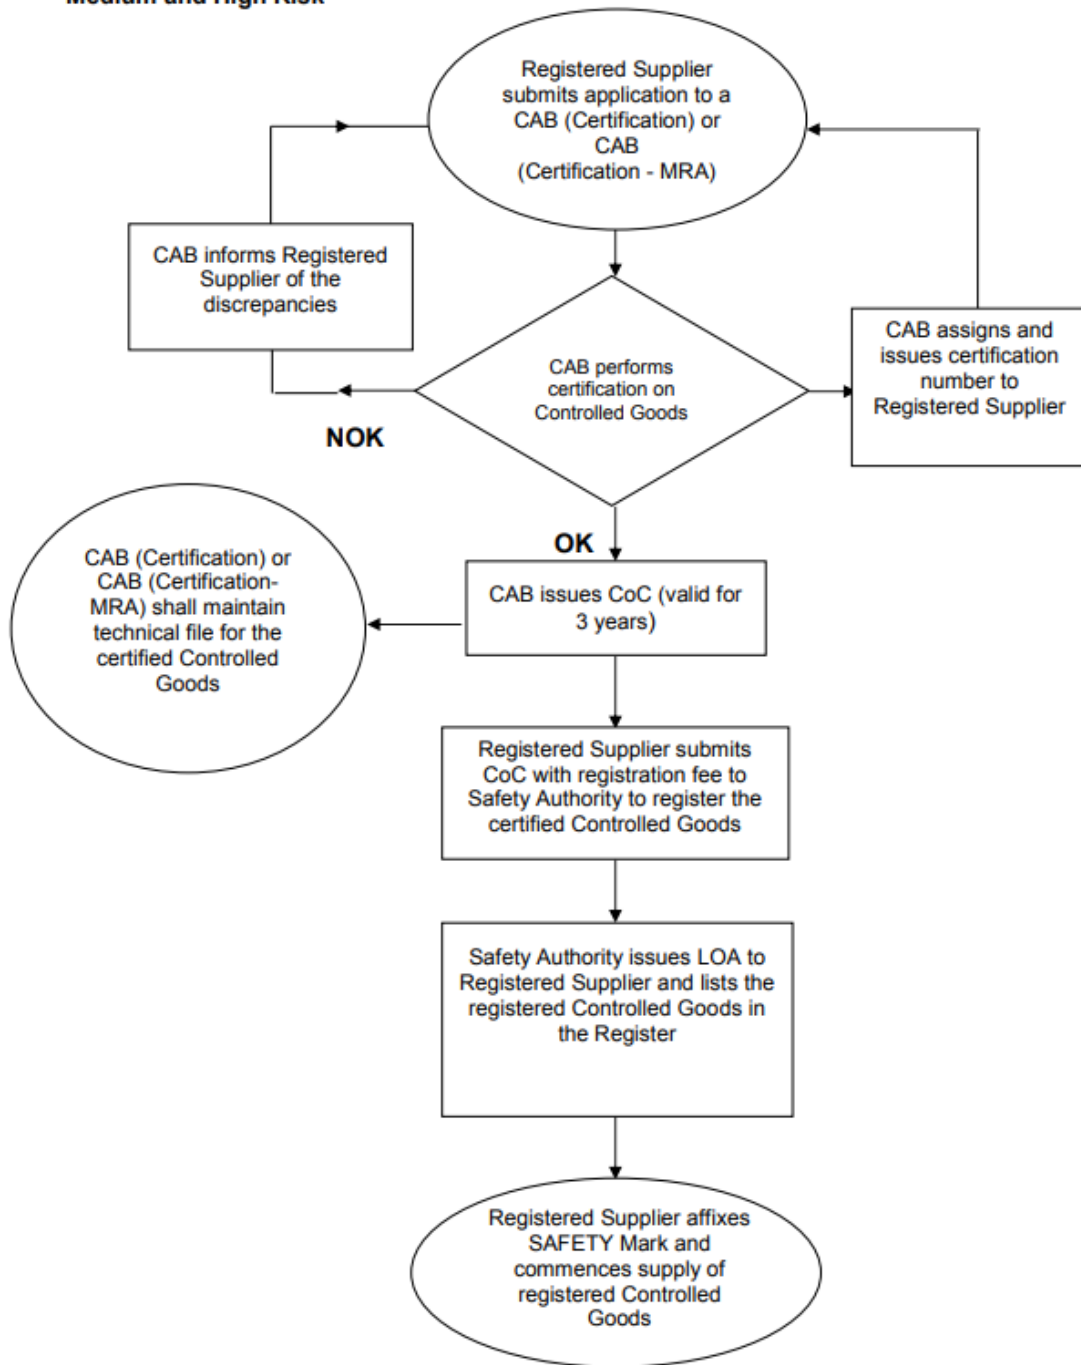 Medium and High Risk
Registered Supplier
submits application to a
CAB (Certification) or
CAB
(Certification - MRA)
CAB informs Registered
Supplier of the
discrepancies
CAB performs
certification on
Controlled Goods
CAB assigns and
issues certification
number to
Registered Supplier
NOK
OK
CAB (Certification) or
CAB (Certification-
MRA) shall maintain
technical file for the
certified Controlled
Goods
CAB issues CoC (valid for
3 years)
Registered Supplier submits
CoC with registration fee to
Safety Authority to register the
certified Controlled Goods
Safety Authority issues LOA to
Registered Supplier and lists the
registered Controlled Goods in
the Register
Registered Supplier affixes
SAFETY Mark and
commences supply of
registered Controlled
Goods